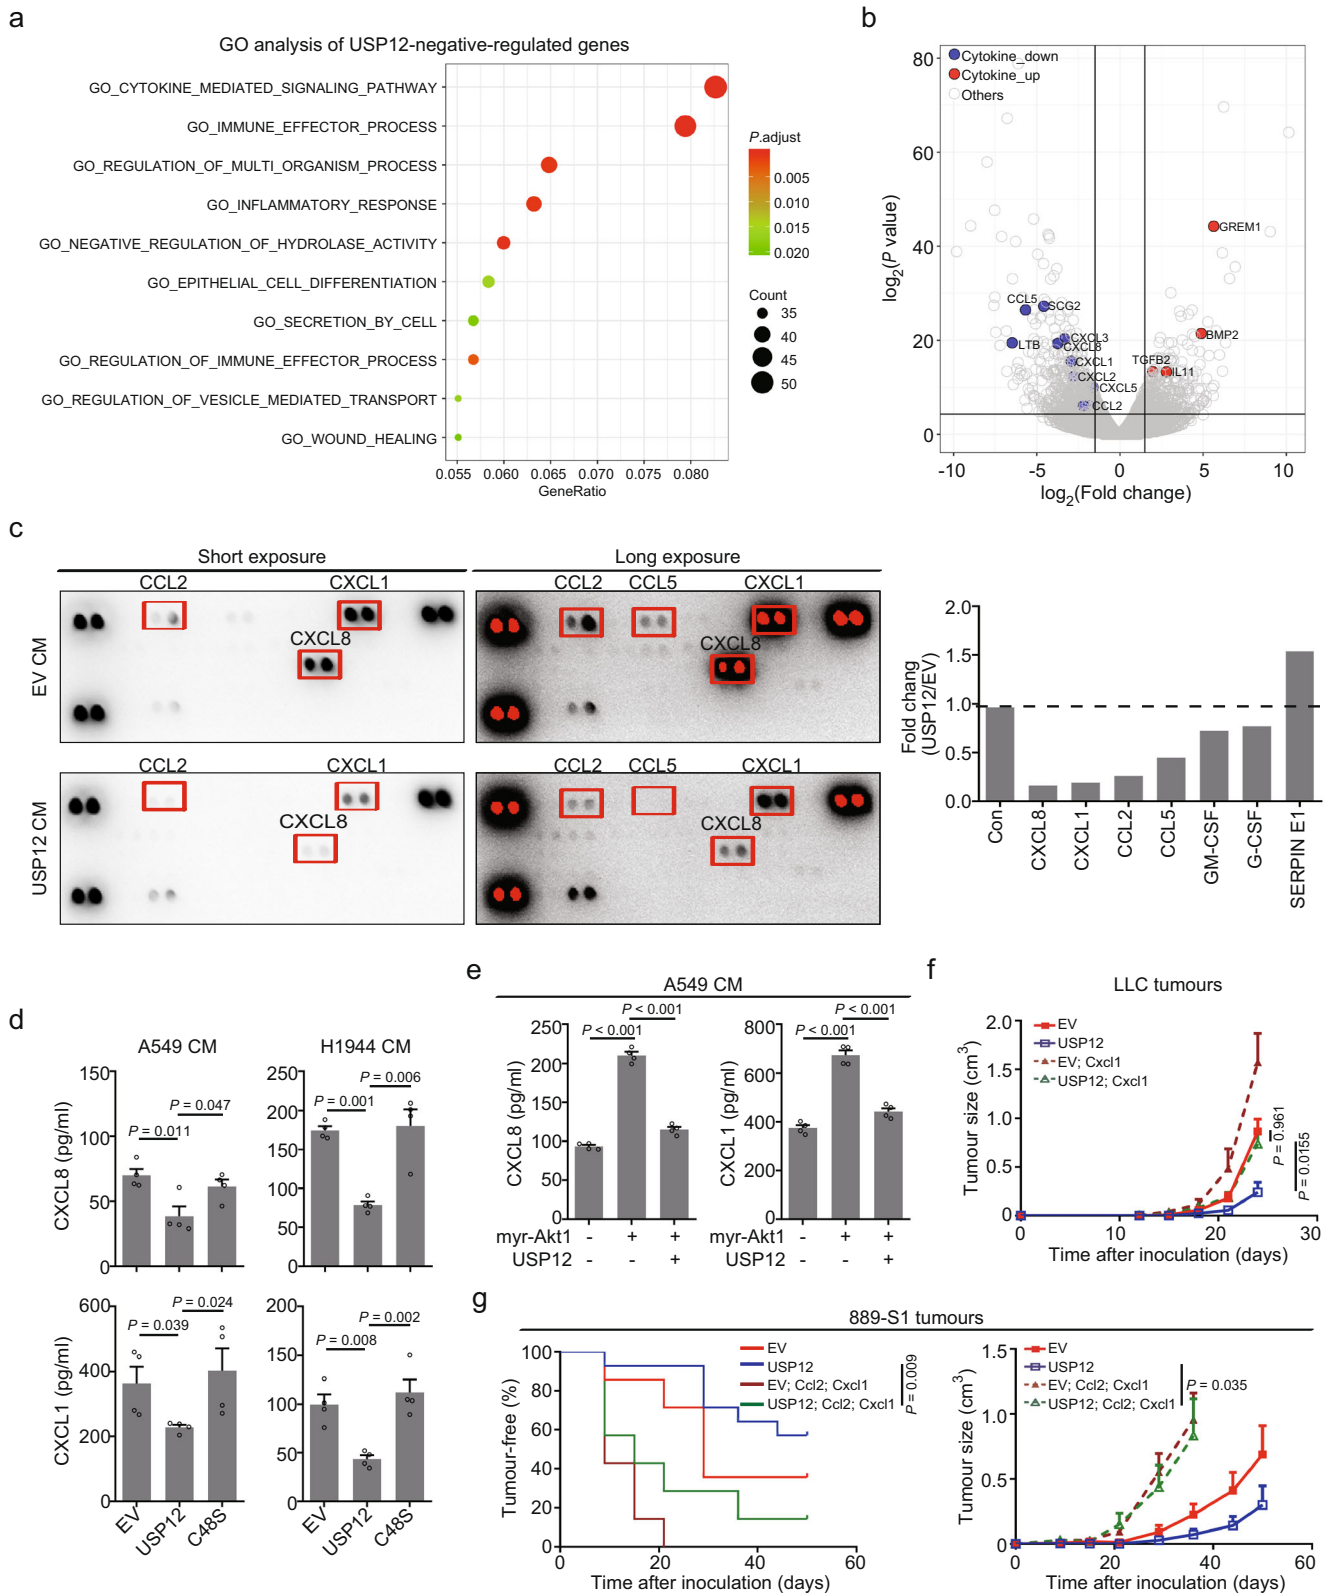 a
GO analysis of USP12-negative-regulated genes
GO_CYTOKINE_MEDIATED_SIGNALING_PATHWAY
GO_IMMUNE_EFFECTOR_PROCESS
GO_REGULATION_OF_MULTI_ORGANISM_PROCESS
GO_INFLAMMATORY_RESPONSE
GO_NEGATIVE_REGULATION_OF_HYDROLASE_ACTIVITY
GO_EPITHELIAL_CELL_DIFFERENTIATION
GO_SECRETION_BY_CELL
GO_REGULATION_OF_IMMUNE_EFFECTOR_PROCESS
GO_REGULATION_OF_VESICLE_MEDIATED_TRANSPORT
GO_WOUND_HEALING
0.055 0.060 0.065 0.070 0.075 0.080
GeneRatio
P.adjust
0.005
0.010
0.015
0.020
Count
35
40
45
50
b
Cytokine_down
Cytokine_up
Others
80
60
40
20
0
log2(P value)
GREM1
CCL5
SCG2
BMP2
LTB
CXCL3
CXCL8
CXCL1
TGFB2
IL11
CXCL2
CXCL5
CCL2
-10 -5 0 5 10
log2(Fold change)
c
Short exposure
Long exposure
CCL2 CXCL1
CXCL8
EV CM
CCL2 CCL5 CXCL1
CXCL8
CCL2 CXCL1
CXCL8
USP12 CM
CCL2 CCL5 CXCL1
CXCL8
Fold chang
(USP12/EV)
2.0
1.5
1.0
0.5
0.0
Con
CXCL8
CXCL1
CCL2
CCL5
GM-CSF
G-CSF
SERPIN E1
d
A549 CM
H1944 CM
CXCL8 (pg/ml)
150
100
50
0
P = 0.047
P = 0.011
250
200
150
100
50
0
P = 0.006
P = 0.001
CXCL1 (pg/ml)
600
400
200
0
P = 0.024
P = 0.039
EV
USP12
C48S
200
150
100
50
0
P = 0.002
P = 0.008
EV
USP12
C48S
e
A549 CM
CXCL8 (pg/ml)
250
200
150
100
50
0
P < 0.001
P < 0.001
myr-Akt1 - + +
USP12 - - +
CXCL1 (pg/ml)
800
600
400
200
0
P < 0.001
P < 0.001
myr-Akt1 - + +
USP12 - - +
f
LLC tumours
EV
USP12
EV; Cxcl1
USP12; Cxcl1
Tumour size (cm3)
2.0
1.5
1.0
0.5
0
P = 0.961
P = 0.0155
0 10 20 30
Time after inoculation (days)
g
889-S1 tumours
EV
USP12
EV; Ccl2; Cxcl1
USP12; Ccl2; Cxcl1
P = 0.009
Tumour-free (%)
100
80
60
40
20
0
0 20 40 60
Time after inoculation (days)
EV
USP12
EV; Ccl2; Cxcl1
USP12; Ccl2; Cxcl1
P = 0.035
Tumour size (cm3)
1.5
1.0
0.5
0
0 20 40 60
Time after inoculation (days)